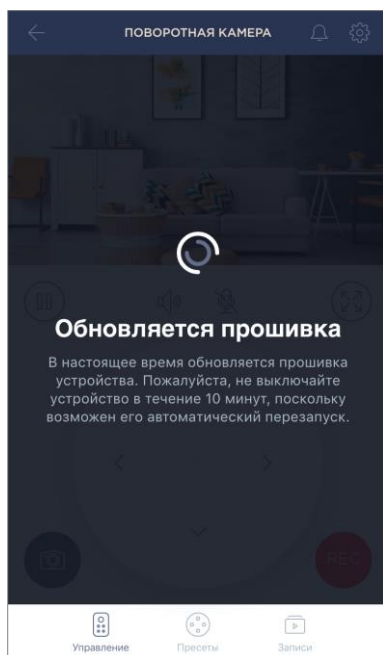 ПОВОРОТНАЯ КАМЕРА
Обновляется прошивка
В настоящее время обновляется прошивка
устройства. Пожалуйста, не выключайте
устройство в течение 10 минут, поскольку
возможен его автоматический перезапуск.
REC
Управление
Пресеты
Записи